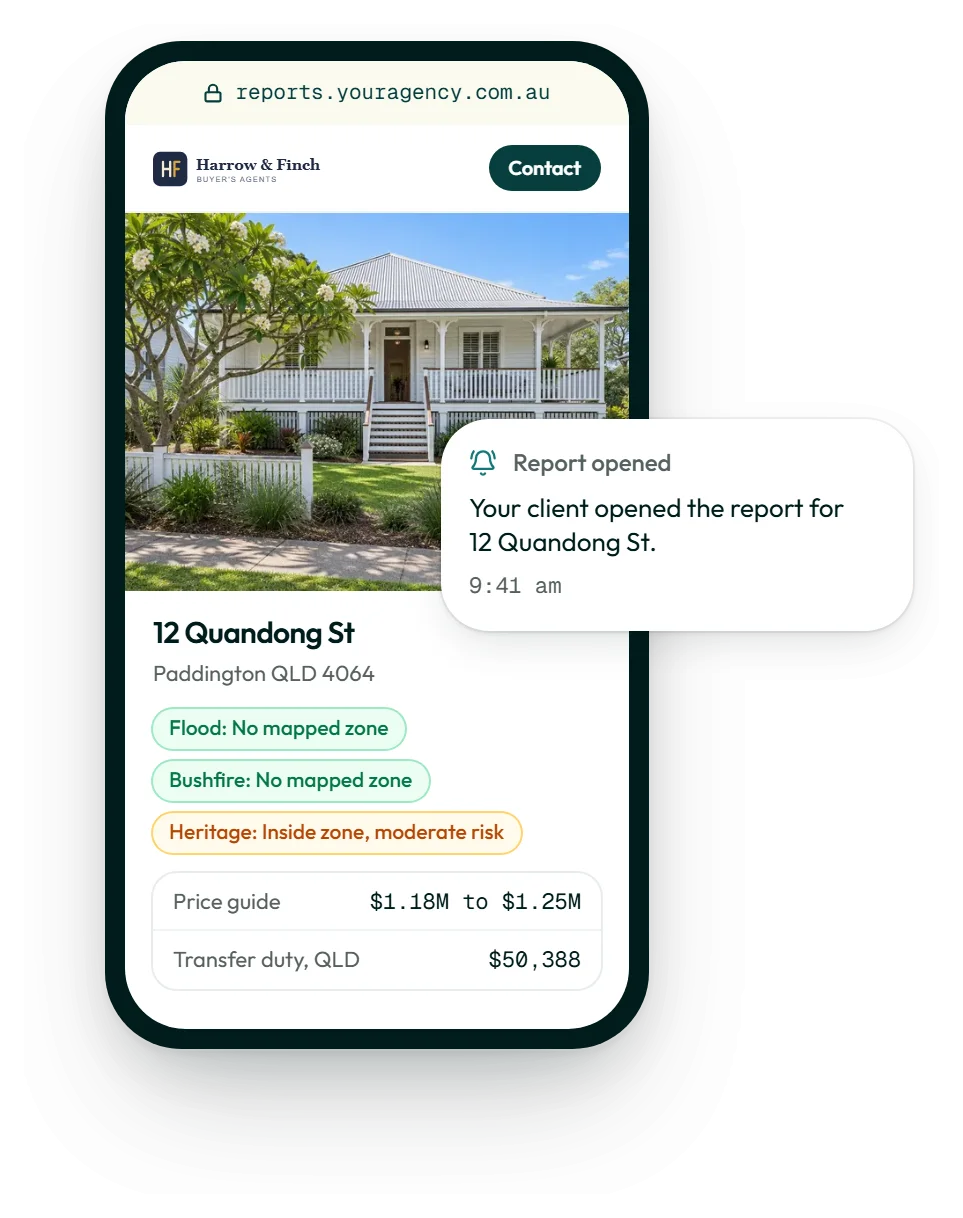 reports.youragency.com.au
HF
Harrow & Finch
BUYER'S AGENTS
Contact
Report opened
Your client opened the report for
12 Quandong St.
9:41 am
12 Quandong St
Paddington QLD 4064
Flood: No mapped zone
Bushfire: No mapped zone
Heritage: Inside zone, moderate risk
Price guide $1.18M to $1.25M
Transfer duty, QLD $50,388